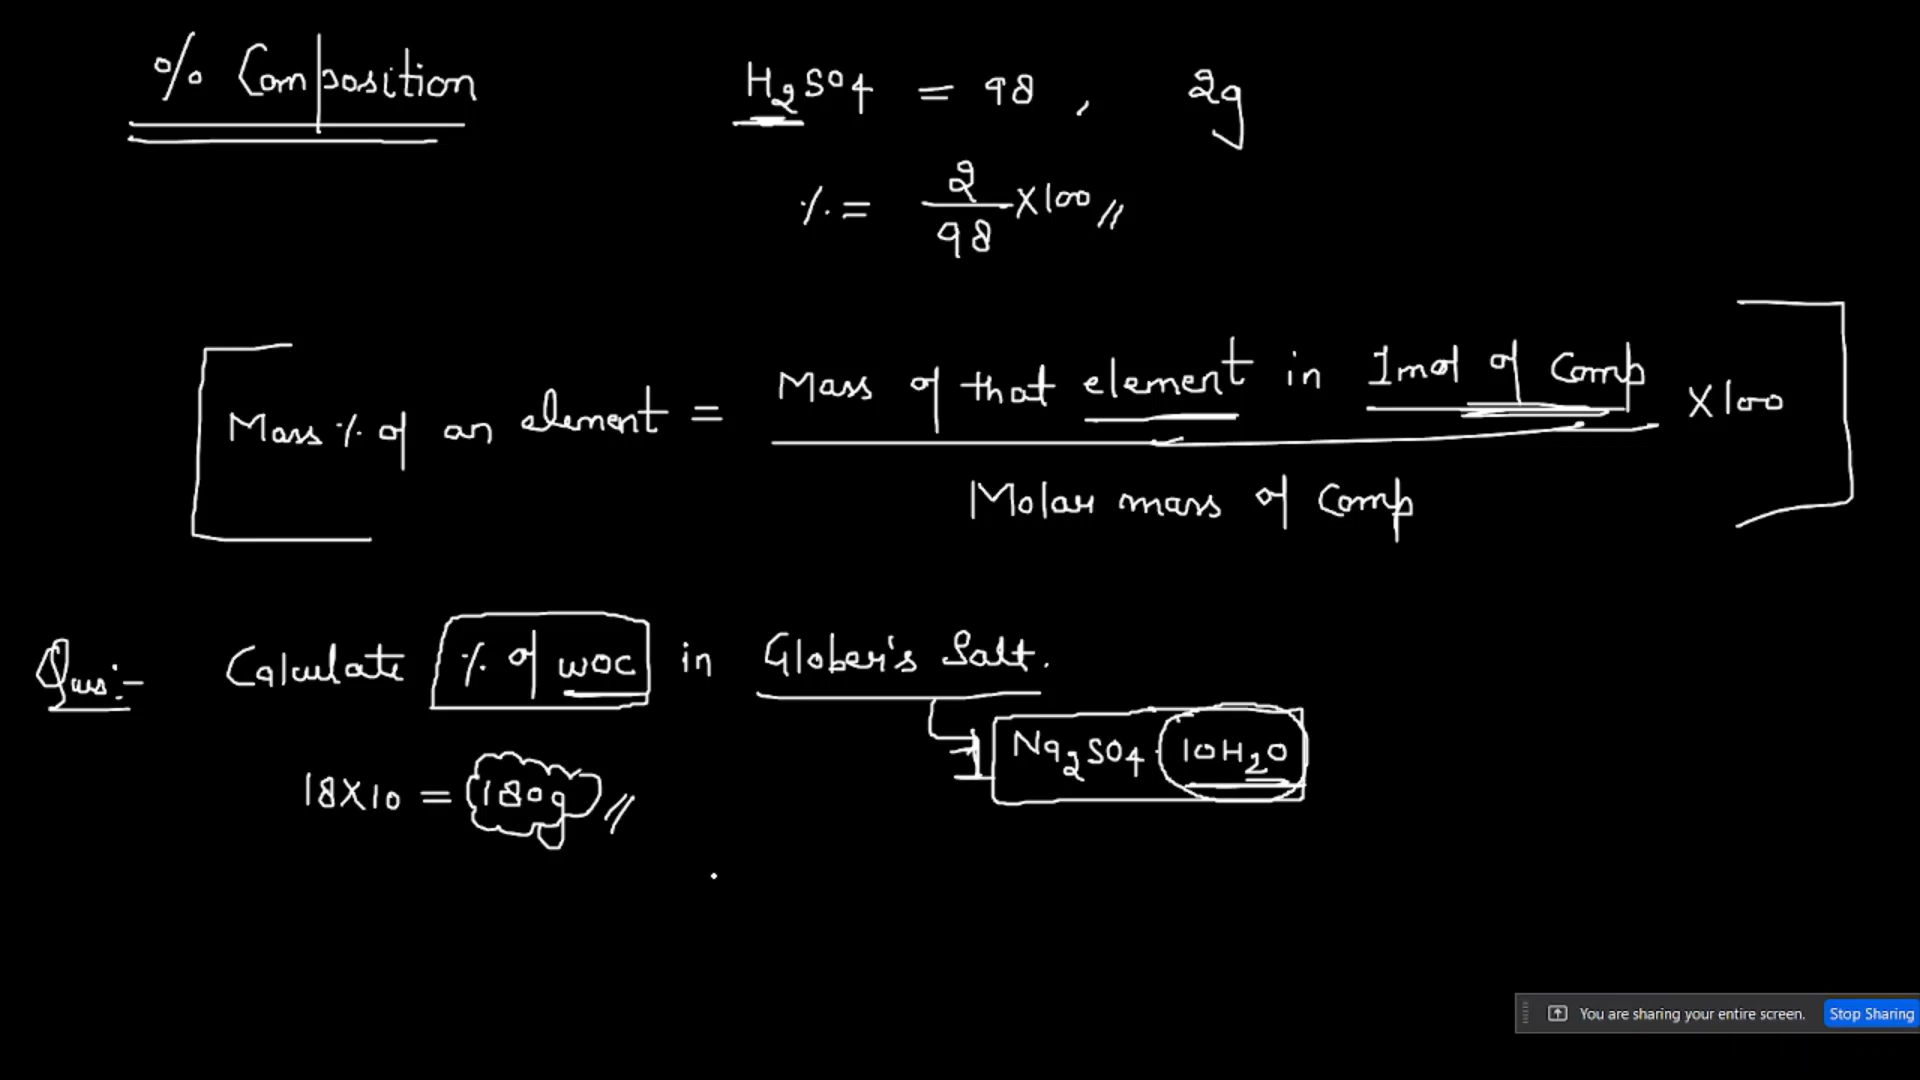 % Composition
H2SO4 = 98 , 2g
% = 2/98 X100 //
Mass % of an element = Mass of that element in 1mol of Comp / Molar mass of Comp X100
Ques:- Calculate % of WOC in Glober's Salt.
Na2SO4.10H2O
18X10 = 180g //
You are sharing your entire screen. Stop Sharing